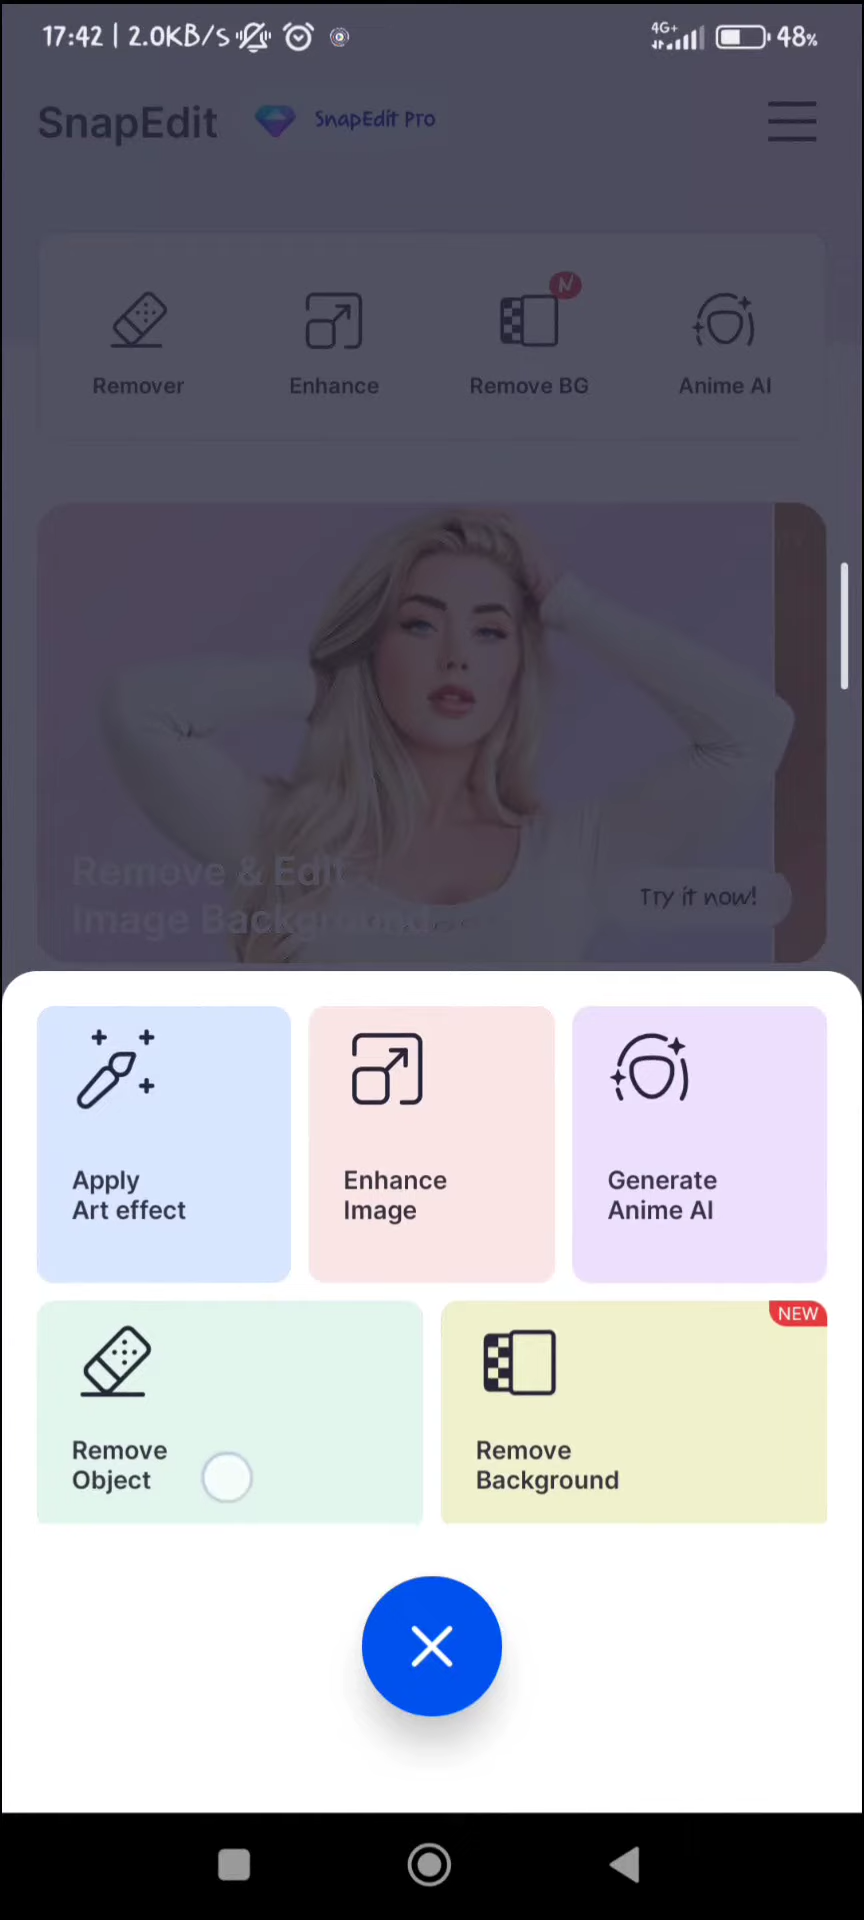 17:42 | 2.0KB/S
4G+
48%
SnapEdit
SnapEdit Pro
N
Remover
Enhance
Remove BG
Anime AI
Remove & Edit
Image Background
Try it now!
Apply
Art effect
Enhance
Image
Generate
Anime AI
NEW
Remove
Object
Remove
Background